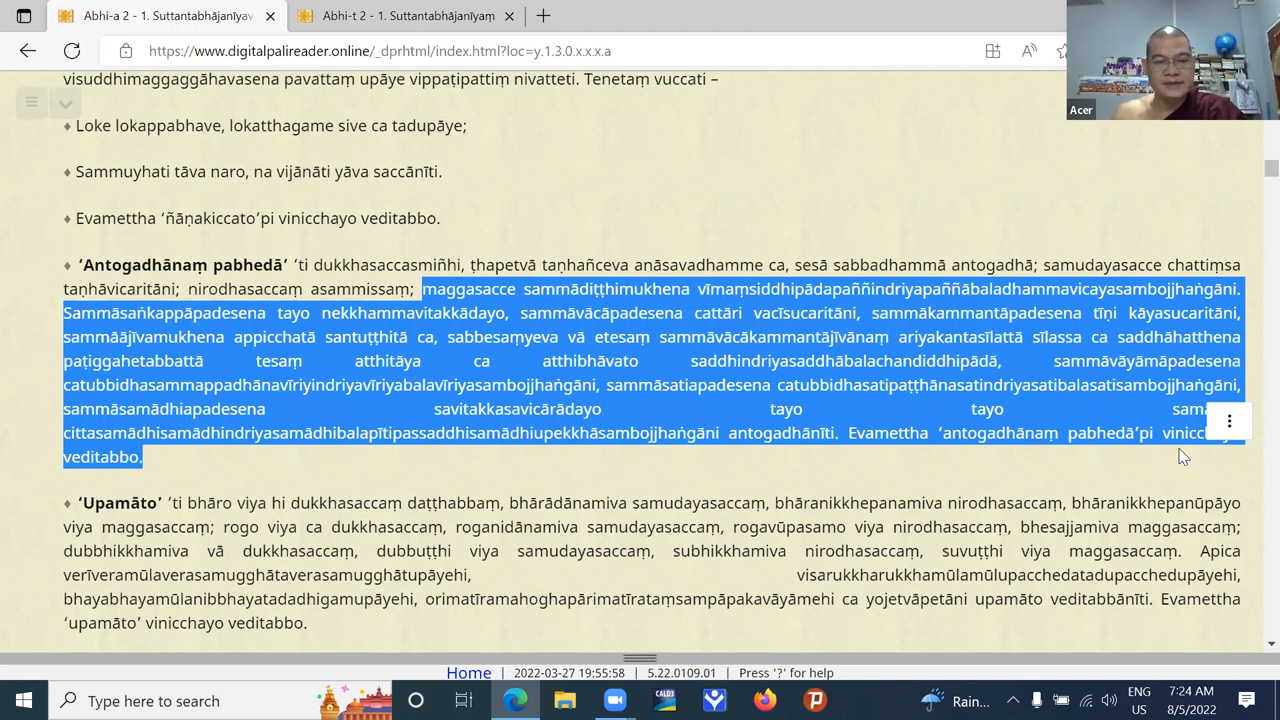 Abhi-a 2 - 1. Suttantabhājanīyav
Abhi-t 2 - 1. Suttantabhājanīyaṃ
https://www.digitalpalireader.online/_dprhtml/index.html?loc=y.1.3.0.x.x.x.a
Acer
visuddhimaggaggāhavasena pavattaṃ upāye vippaṭipattiṃ nivatteti. Tenetaṃ vuccati –
♦ Loke lokappabhave, lokatthagame sive ca tadupāye;
♦ Sammuyhati tāva naro, na vijānāti yāva saccānīti.
♦ Evamettha ‘ñāṇakiccato’pi vinicchayo veditabbo.
♦ ‘Antogadhānaṃ pabhedā’ ‘ti dukkhasaccasmiñhi, ṭhapetvā taṇhañceva anāsavadhamme ca, sesā sabbadhammā antogadhā; samudayasacce chattiṃsa
taṇhāvicaritāni; nirodhasaccaṃ asammissaṃ; maggasacce sammādiṭṭhimukhena vīmaṃsiddhipādapaññindriyapaññābaladhammavicayasambojjhaṅgāni.
Sammāsaṅkappāpadesena tayo nekkhammavitakkādayo, sammāvācāpadesena cattāri vacīsucaritāni, sammākammantāpadesena tīṇi kāyasucaritāni,
sammāājīvamukhena appicchatā santuṭṭhitā ca, sabbesaṃyeva vā etesaṃ sammāvācākammantājīvānaṃ ariyakantasīlattā sīlassa ca saddhāhatthena
paṭiggahetabbattā tesaṃ atthitāya ca atthibhāvato saddhindriyasaddhābalachandiddhipādā, sammāvāyāmāpadesena
catubbidhasammappadhānavīriyindriyavīriyabalavīriyasambojjhaṅgāni, sammāsatiapadesena catubbidhasatipaṭṭhānasatindriyasatibalasatisambojjhaṅgāni,
sammāsamādhiapadesena savitakkasavicārādayo tayo tayo
cittasamādhisamādhindriyasamādhibalapītipassaddhisamādhiupekkhāsambojjhaṅgāni antogadhānīti. Evamettha ‘antogadhānaṃ pabhedā’pi
veditabbo.
♦ ‘Upamāto’ ‘ti bhāro viya hi dukkhasaccaṃ daṭṭhabbaṃ, bhārādānamiva samudayasaccaṃ, bhāranikkhepanamiva nirodhasaccaṃ, bhāranikkhepanūpāyo
viya maggasaccaṃ; rogo viya ca dukkhasaccaṃ, roganidānamiva samudayasaccaṃ, rogavūpasamo viya nirodhasaccaṃ, bhesajjamiva maggasaccaṃ;
dubbhikkhamiva vā dukkhasaccaṃ, dubbuṭṭhi viya samudayasaccaṃ, subhikkhamiva nirodhasaccaṃ, suvuṭṭhi viya maggasaccaṃ. Apica
verīveramūlaverasamugghātaverasamugghātupāyehi, visarukkharukkhamūlamūlupacchedatadupacchedupāyehi,
bhayabhayamūlanibbhayatadadhigamupāyehi, orimatīramahoghapārimatīrataṃsampāpakavāyāmehi ca yojetvāpetāni upamāto veditabbānīti. Evamettha
‘upamāto’ vinicchayo veditabbo.
Home | 2022-03-27 19:55:58 | 5.22.0109.01 | Press '?' for help
Type here to search
CALD3
Rain...
ENG
US
7:24 AM
8/5/2022